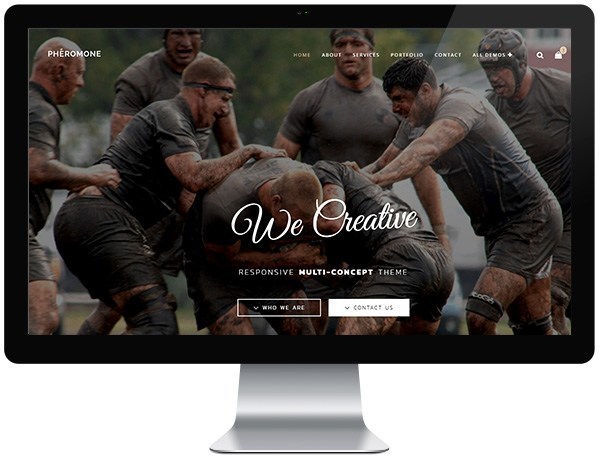 PHĒROMONE
HOME ABOUT SERVICES PORTFOLIO CONTACT ALL DEMOS +
We Creative
RESPONSIVE MULTI-CONCEPT THEME
WHO WE ARE CONTACT US